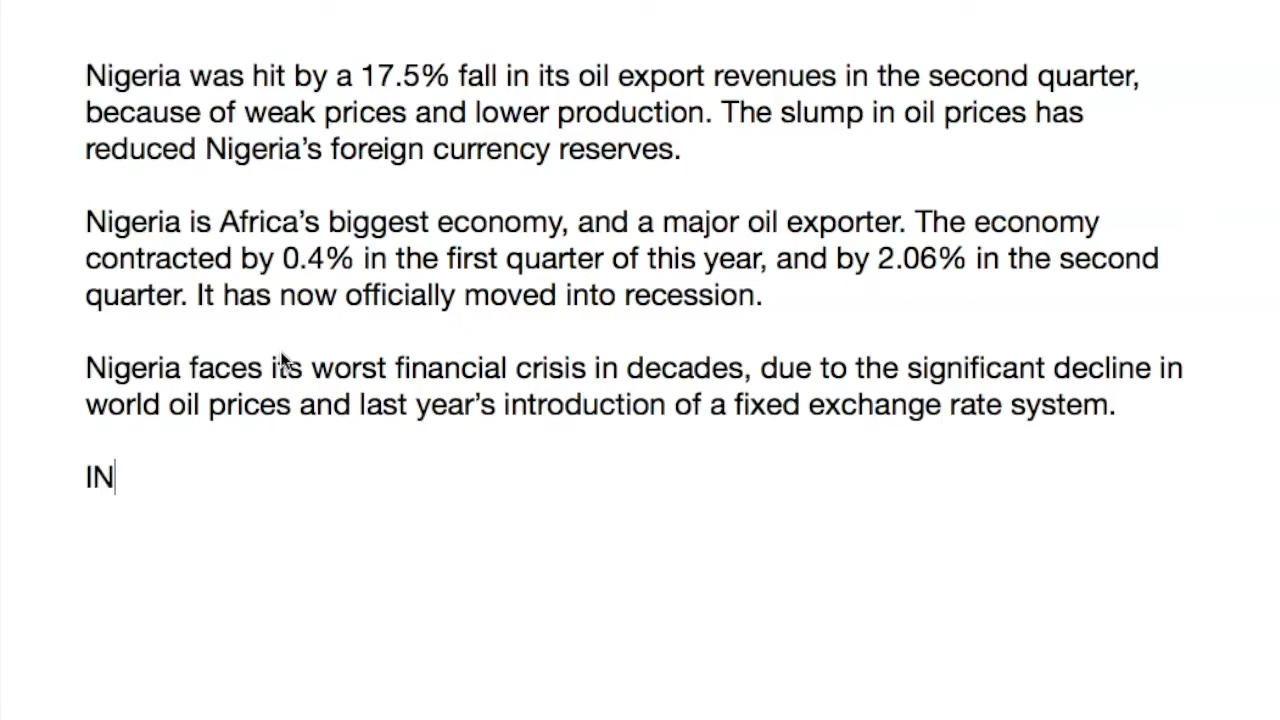 Nigeria was hit by a 17.5% fall in its oil export revenues in the second quarter,
because of weak prices and lower production. The slump in oil prices has
reduced Nigeria’s foreign currency reserves.
Nigeria is Africa’s biggest economy, and a major oil exporter. The economy
contracted by 0.4% in the first quarter of this year, and by 2.06% in the second
quarter. It has now officially moved into recession.
Nigeria faces its worst financial crisis in decades, due to the significant decline in
world oil prices and last year’s introduction of a fixed exchange rate system.
IN